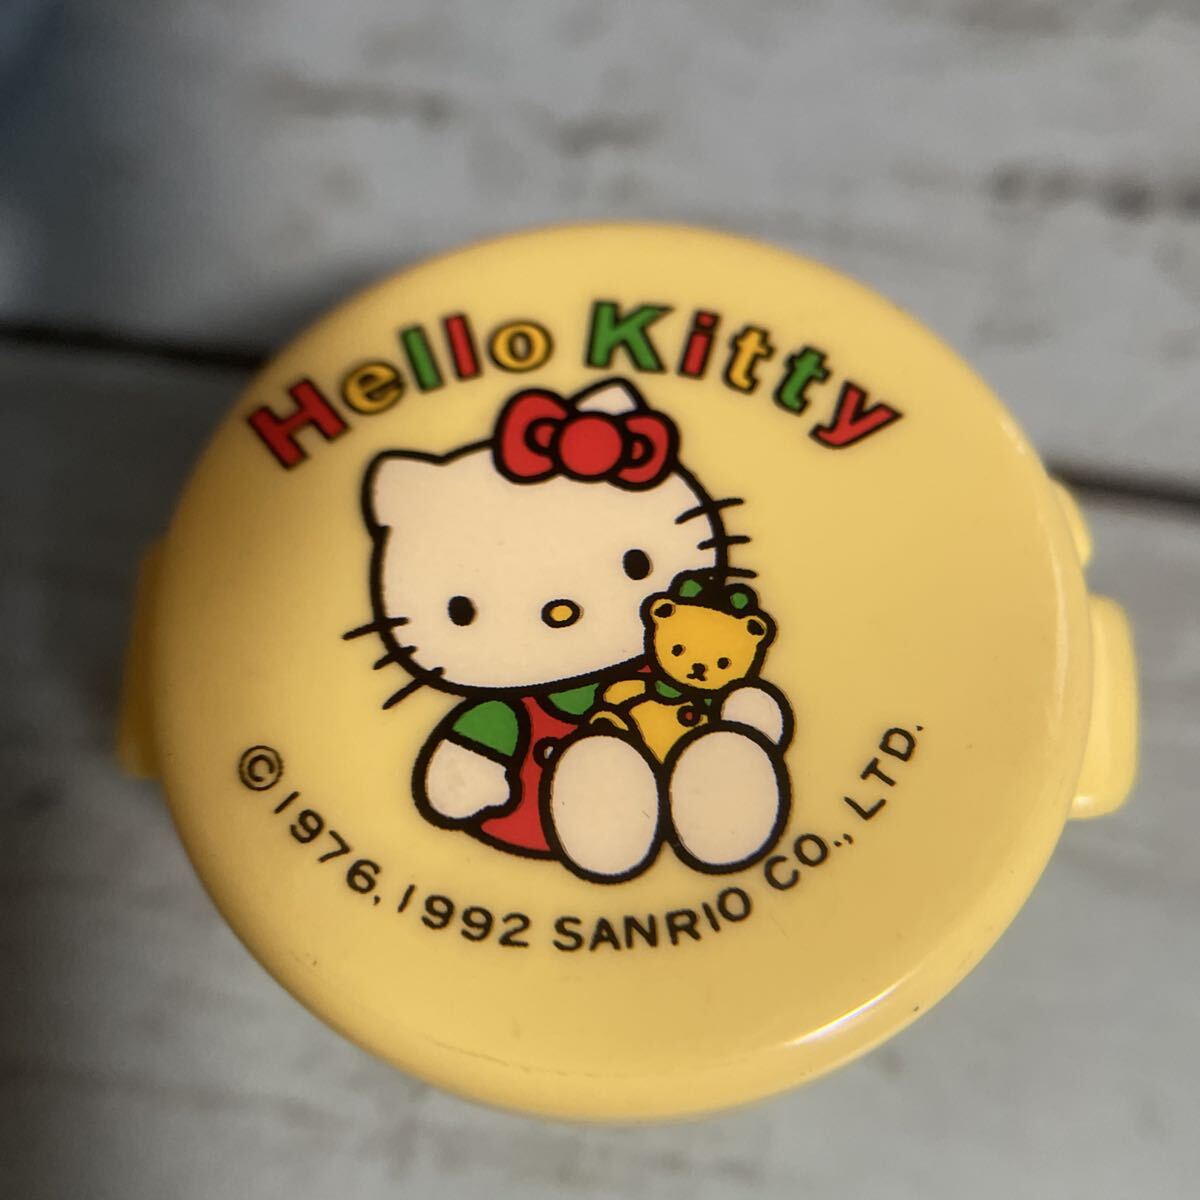 Hello Kitty
©1976, 1992 SANRIO CO., LTD.